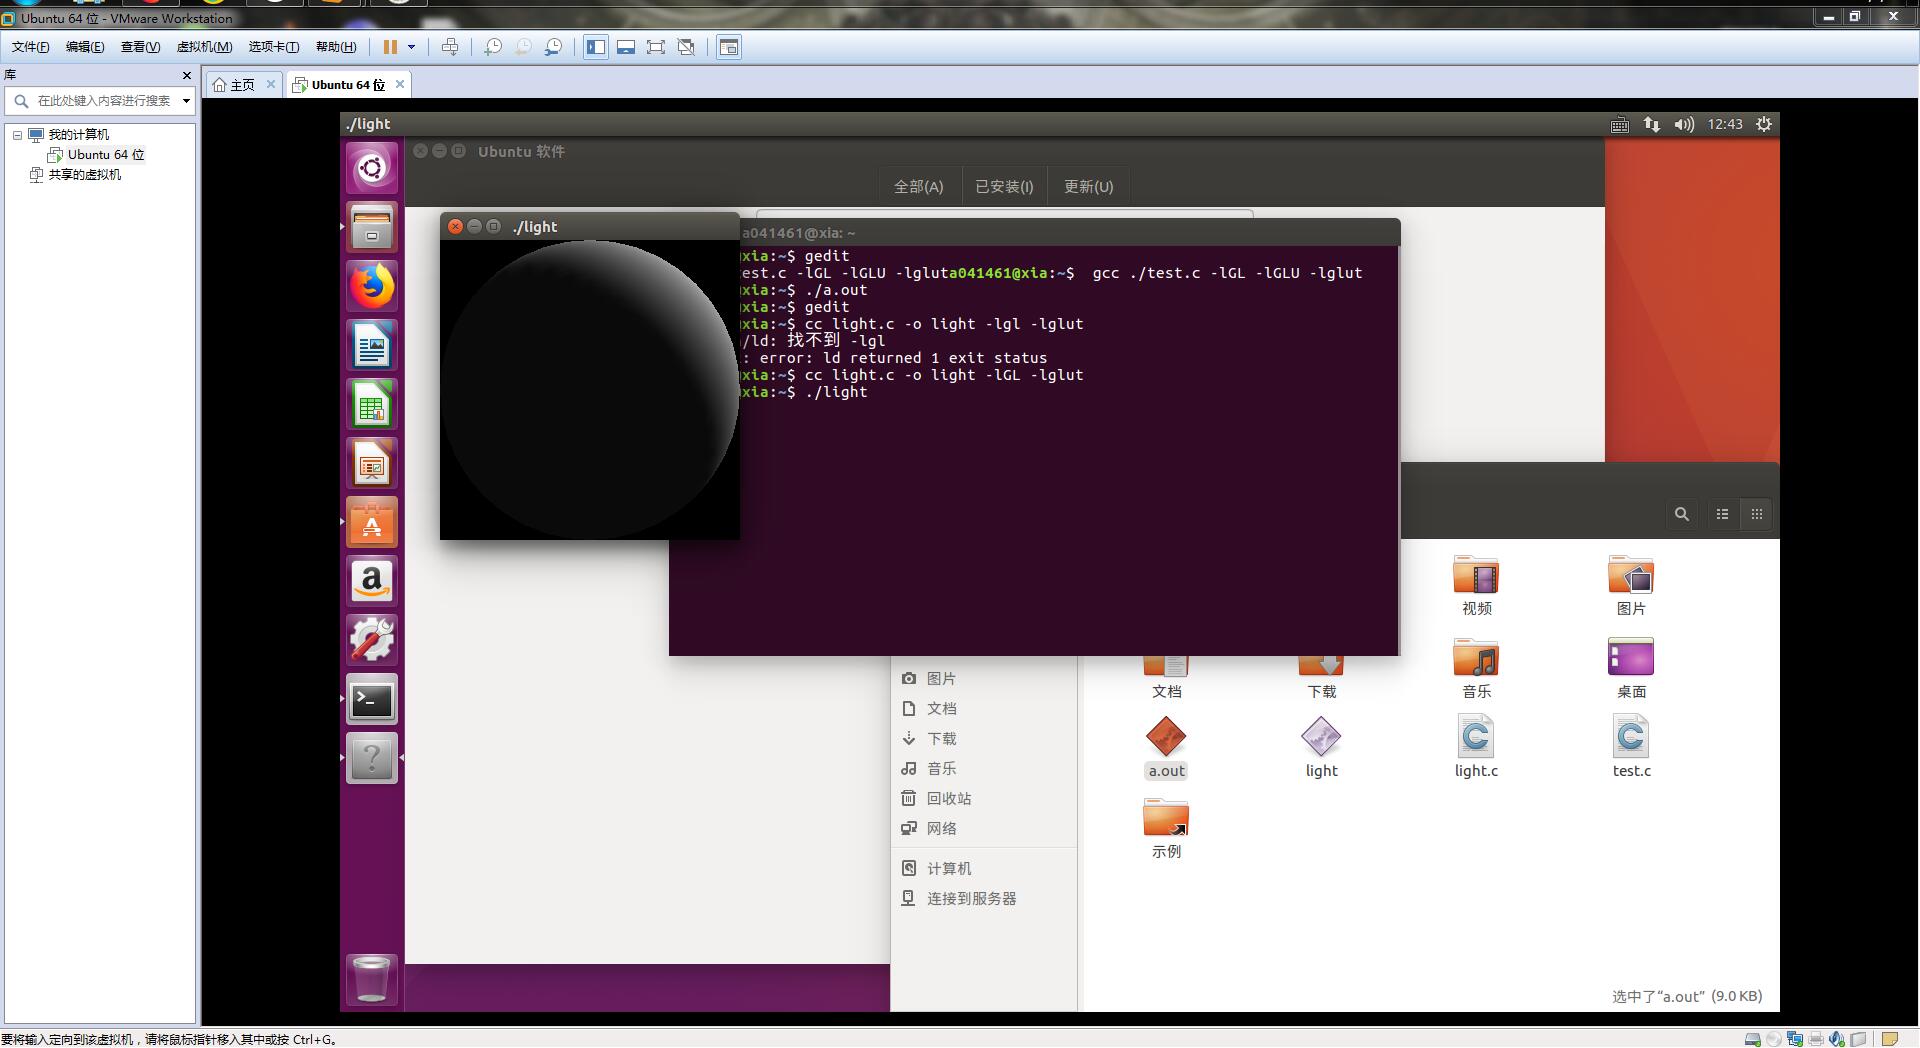 Ubuntu 64 位 - VMware Workstation
文件(F) 编辑(E) 查看(V) 虚拟机(M) 选项卡(T) 帮助(H)
库
在此处键入内容进行搜索
我的计算机
Ubuntu 64 位
共享的虚拟机
主页
Ubuntu 64 位
./light
12:43
Ubuntu 软件
全部(A) 已安装(I) 更新(U)
./light
a041461@xia: ~
xia:~$ gedit
est.c -lGL -lGLU -lgluta041461@xia:~$  gcc ./test.c -lGL -lGLU -lglut
xia:~$ ./a.out
xia:~$ gedit
xia:~$ cc light.c -o light -lgl -lglut
/ld: 找不到 -lgl
: error: ld returned 1 exit status
xia:~$ cc light.c -o light -lGL -lglut
xia:~$ ./light
图片
文档
下载
音乐
回收站
网络
计算机
连接到服务器
视频 图片
文档 下载 音乐 桌面
a.out light light.c test.c
示例
选中了“a.out” (9.0 KB)
要将输入定向到该虚拟机，请将鼠标指针移入其中或按 Ctrl+G。